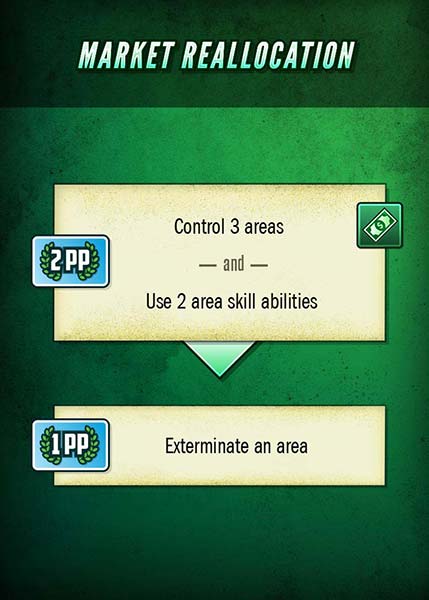 MARKET REALLOCATION
2 PP
Control 3 areas
— and —
Use 2 area skill abilities
1 PP
Exterminate an area